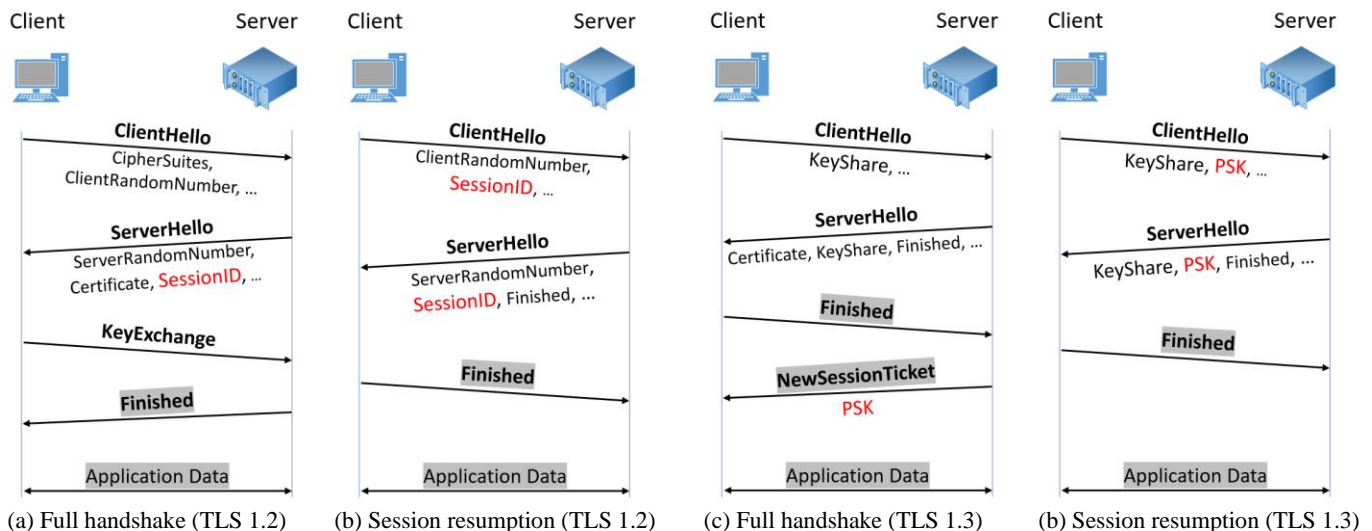 Client Server
ClientHello
CipherSuites,
ClientRandomNumber, ...
ServerHello
ServerRandomNumber,
Certificate, SessionID, ...
KeyExchange
Finished
Application Data
(a) Full handshake (TLS 1.2)
Client Server
ClientHello
ClientRandomNumber,
SessionID, ...
ServerHello
ServerRandomNumber,
SessionID, Finished, ...
Finished
Application Data
(b) Session resumption (TLS 1.2)
Client Server
ClientHello
KeyShare, ...
ServerHello
Certificate, KeyShare, Finished, ...
Finished
NewSessionTicket
PSK
Application Data
(c) Full handshake (TLS 1.3)
Client Server
ClientHello
KeyShare, PSK, ...
ServerHello
KeyShare, PSK, Finished, ...
Finished
Application Data
(b) Session resumption (TLS 1.3)